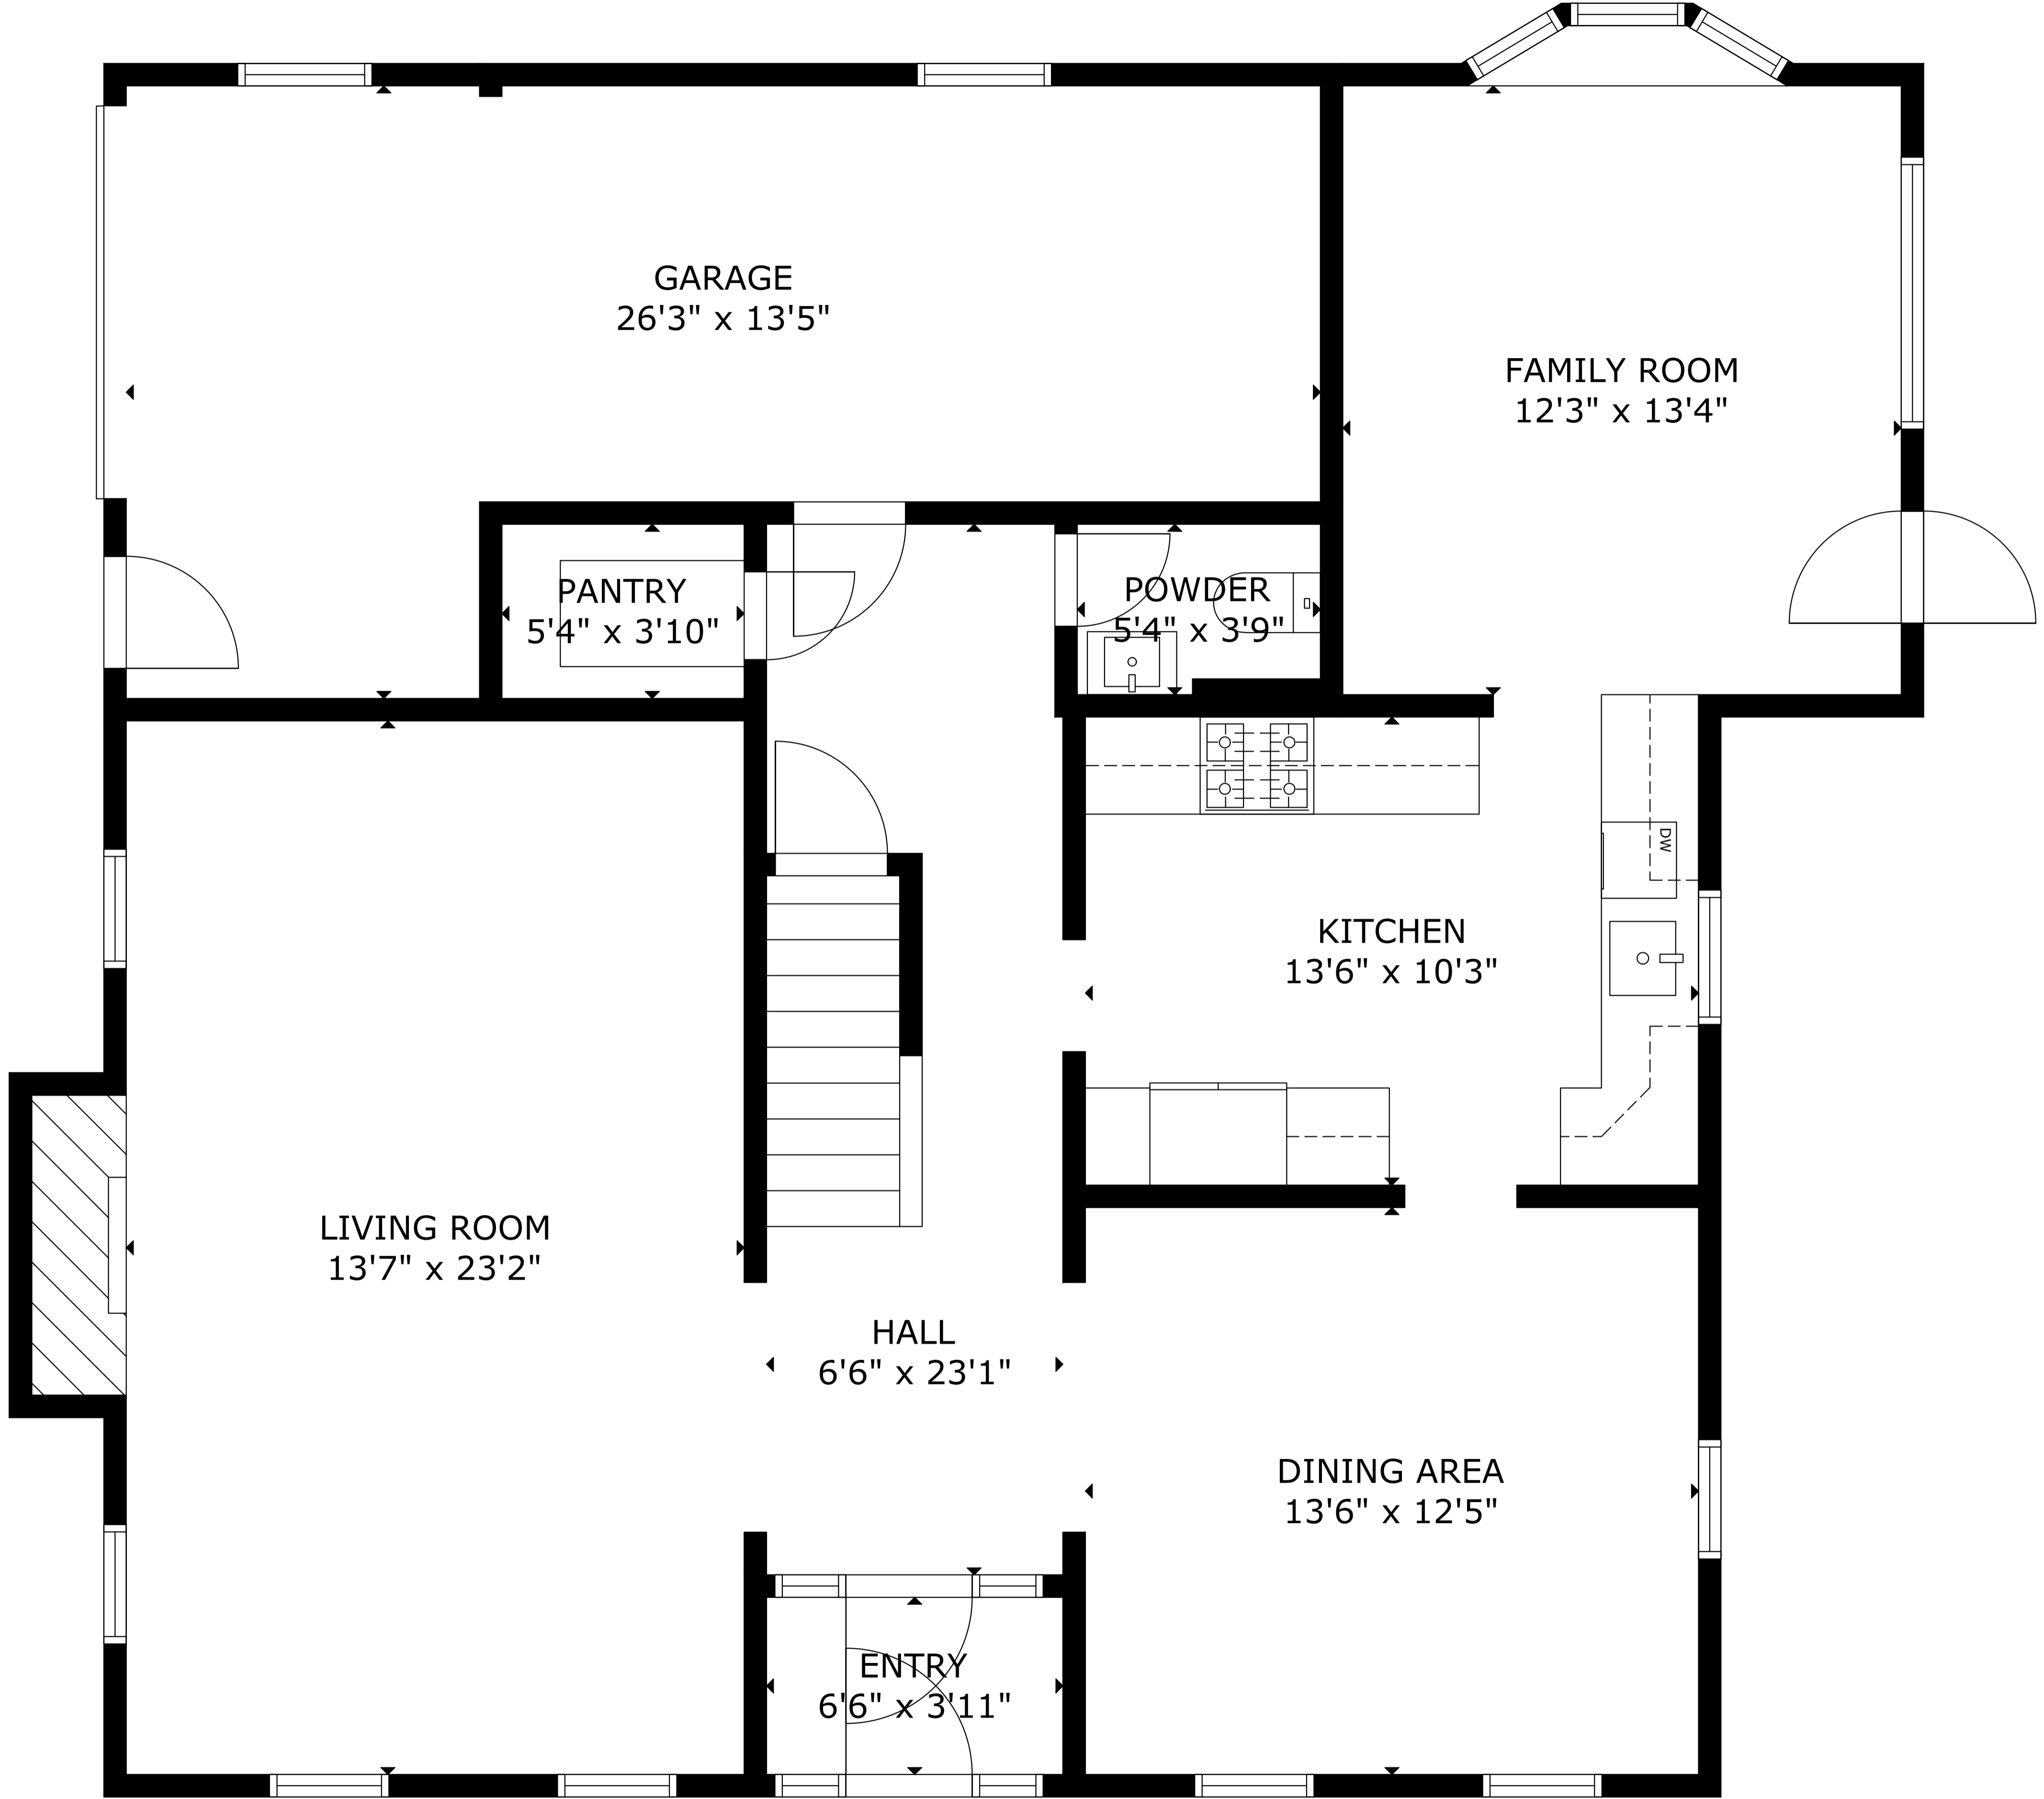 GARAGE
26'3" x 13'5"
FAMILY ROOM
12'3" x 13'4"
PANTRY
5'4" x 3'10"
POWDER
5'4" x 3'9"
DW
KITCHEN
13'6" x 10'3"
LIVING ROOM
13'7" x 23'2"
HALL
6'6" x 23'1"
DINING AREA
13'6" x 12'5"
ENTRY
6'6" x 3'11"